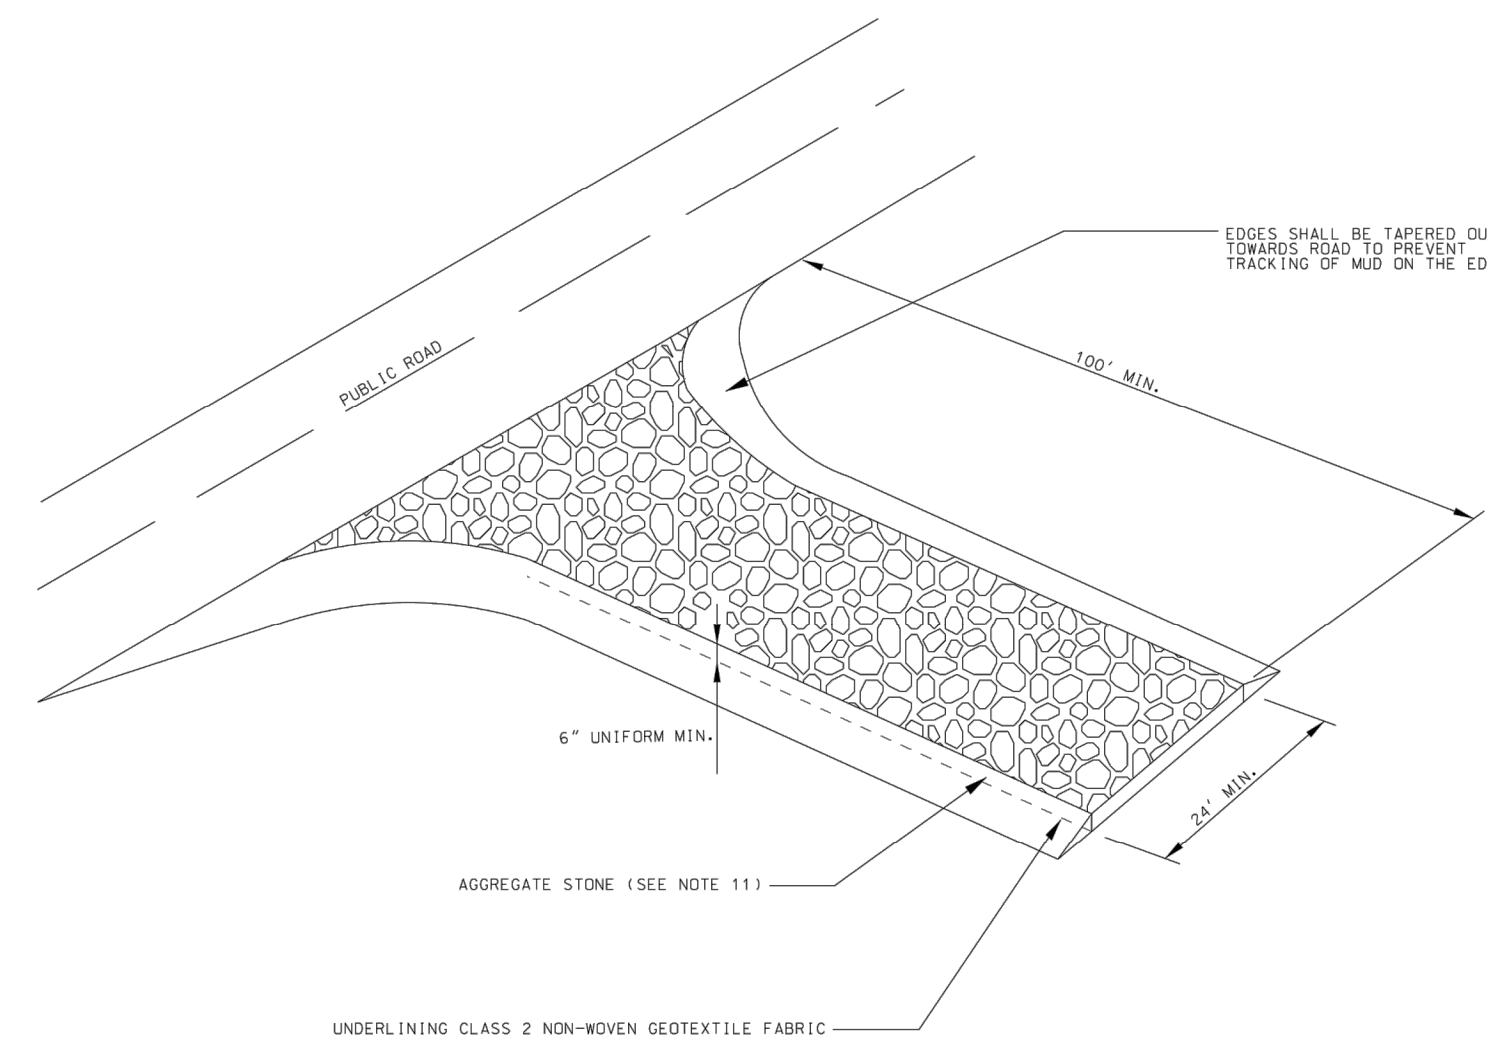 EDGES SHALL BE TAPERED OU
TOWARDS ROAD TO PREVENT
TRACKING OF MUD ON THE ED
100' MIN.
PUBLIC ROAD
6" UNIFORM MIN.
24' MIN.
AGGREGATE STONE (SEE NOTE 11)
UNDERLINING CLASS 2 NON-WOVEN GEOTEXTILE FABRIC